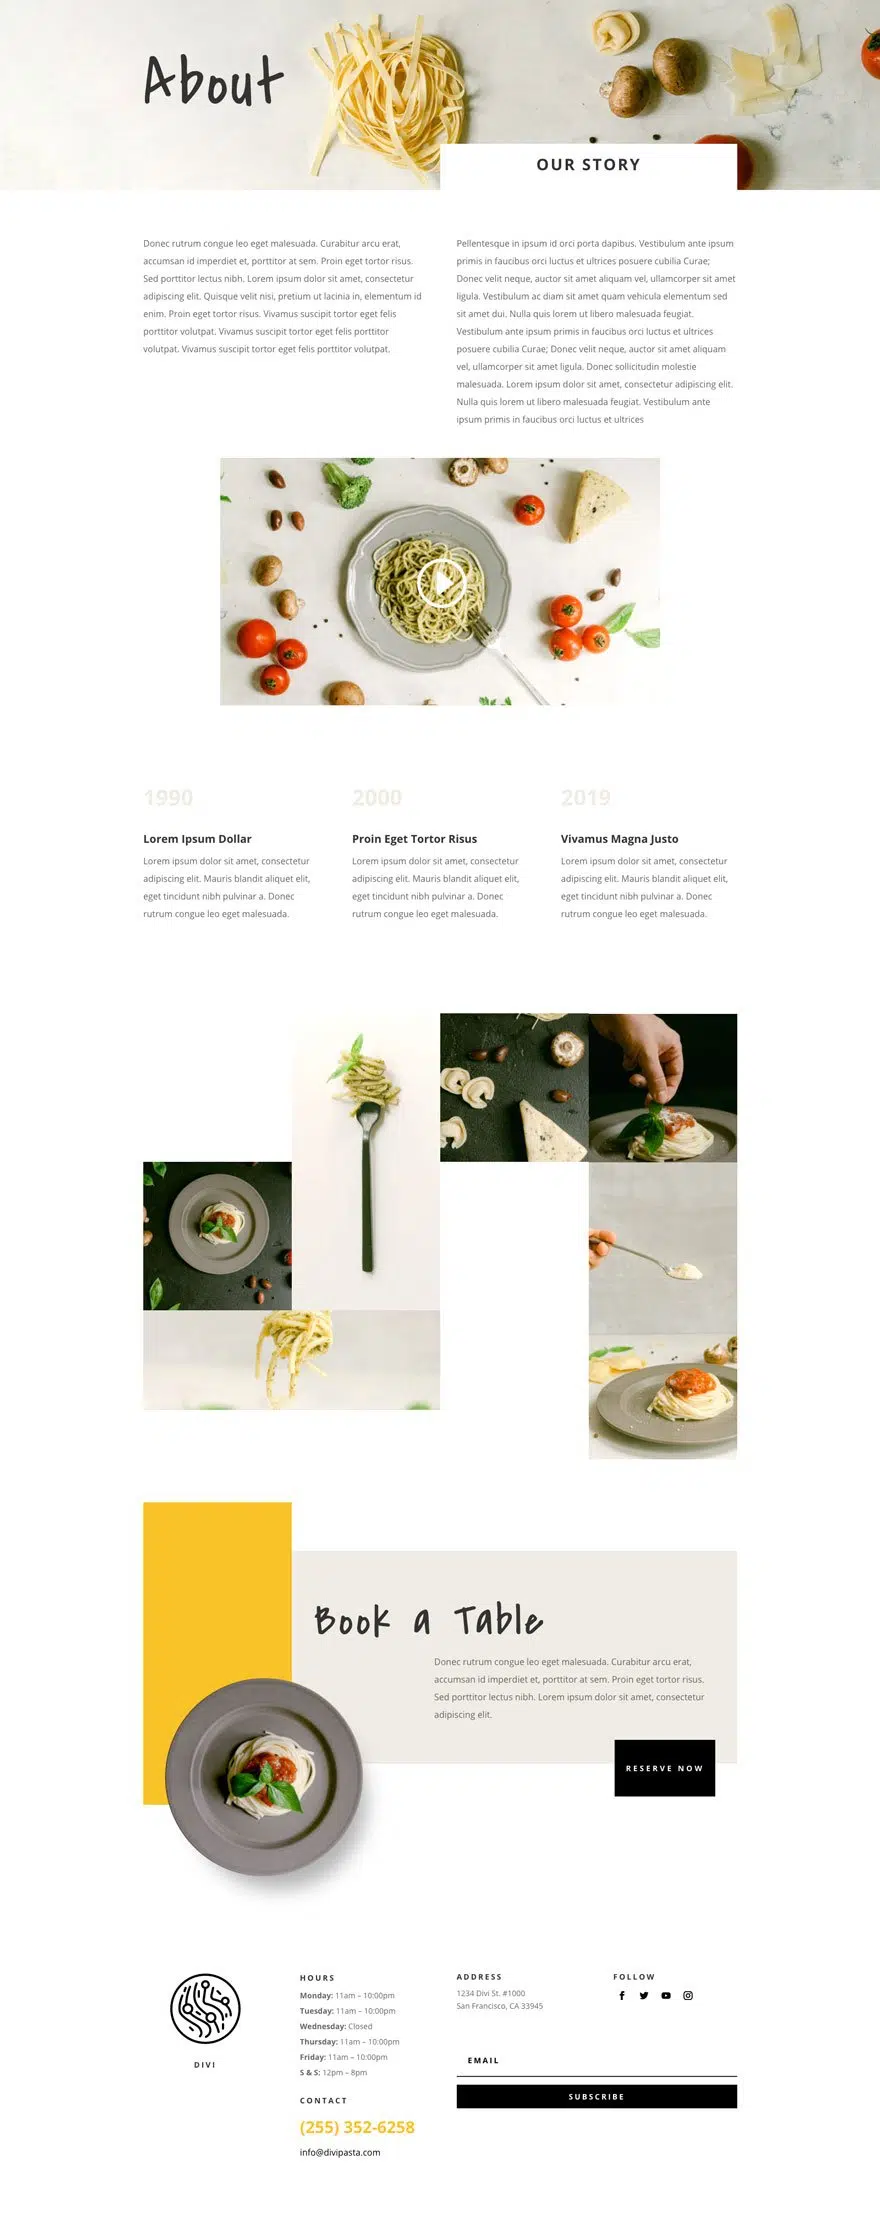 About
OUR STORY
Donec rutrum congue leo eget malesuada. Curabitur arcu erat,
accumsan id imperdiet et, porttitor at sem. Proin eget tortor risus.
Sed porttitor lectus nibh. Lorem ipsum dolor sit amet, consectetur
adipiscing elit. Quisque velit nisi, pretium ut lacinia in, elementum id
enim. Proin eget tortor risus. Vivamus suscipit tortor eget felis
porttitor volutpat. Vivamus suscipit tortor eget felis porttitor
volutpat. Vivamus suscipit tortor eget felis porttitor volutpat.
Pellentesque in ipsum id orci porta dapibus. Vestibulum ante ipsum
primis in faucibus orci luctus et ultrices posuere cubilia Curae;
Donec velit neque, auctor sit amet aliquam vel, ullamcorper sit amet
ligula. Vestibulum ac diam sit amet quam vehicula elementum sed
sit amet dui. Nulla quis lorem ut libero malesuada feugiat.
Vestibulum ante ipsum primis in faucibus orci luctus et ultrices
posuere cubilia Curae; Donec velit neque, auctor sit amet aliquam
vel, ullamcorper sit amet ligula. Donec sollicitudin molestie
malesuada. Lorem ipsum dolor sit amet, consectetur adipiscing elit.
Nulla quis lorem ut libero malesuada feugiat. Vestibulum ante
ipsum primis in faucibus orci luctus et ultrices
1990
Lorem Ipsum Dollar
Lorem ipsum dolor sit amet, consectetur
adipiscing elit. Mauris blandit aliquet elit,
eget tincidunt nibh pulvinar a. Donec
rutrum congue leo eget malesuada.
2000
Proin Eget Tortor Risus
Lorem ipsum dolor sit amet, consectetur
adipiscing elit. Mauris blandit aliquet elit,
eget tincidunt nibh pulvinar a. Donec
rutrum congue leo eget malesuada.
2019
Vivamus Magna Justo
Lorem ipsum dolor sit amet, consectetur
adipiscing elit. Mauris blandit aliquet elit,
eget tincidunt nibh pulvinar a. Donec
rutrum congue leo eget malesuada.
Book a Table
Donec rutrum congue leo eget malesuada. Curabitur arcu erat,
accumsan id imperdiet et, porttitor at sem. Proin eget tortor risus.
Sed porttitor lectus nibh. Lorem ipsum dolor sit amet, consectetur
adipiscing elit.
RESERVE NOW
DIVI
HOURS
Monday: 11am – 10:00pm
Tuesday: 11am – 10:00pm
Wednesday: Closed
Thursday: 11am – 10:00pm
Friday: 11am – 10:00pm
S & S: 12pm – 8pm
CONTACT
(255) 352-6258
info@divipasta.com
ADDRESS
1234 Divi St. #1000
San Francisco, CA 33945
FOLLOW
EMAIL
SUBSCRIBE